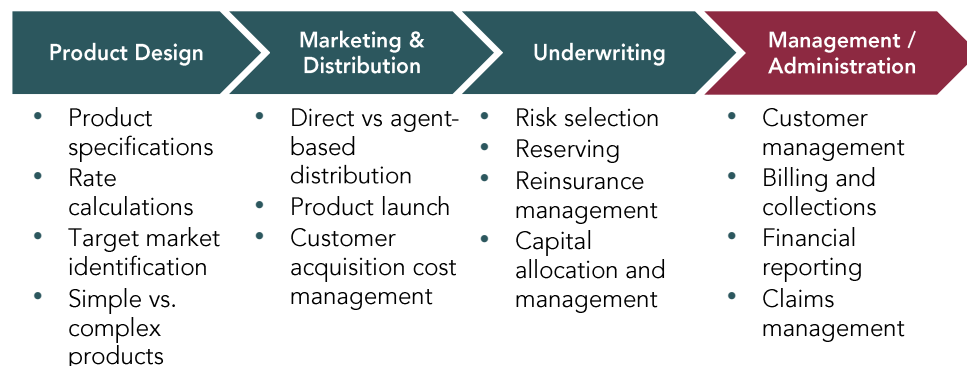 Product Design
• Product
specifications
• Rate
calculations
• Target market
identification
• Simple vs.
complex
products
Marketing &
Distribution
• Direct vs agent-
based
distribution
• Product launch
• Customer
acquisition cost
management
Underwriting
• Risk selection
• Reserving
• Reinsurance
management
• Capital
allocation and
management
Management /
Administration
• Customer
management
• Billing and
collections
• Financial
reporting
• Claims
management